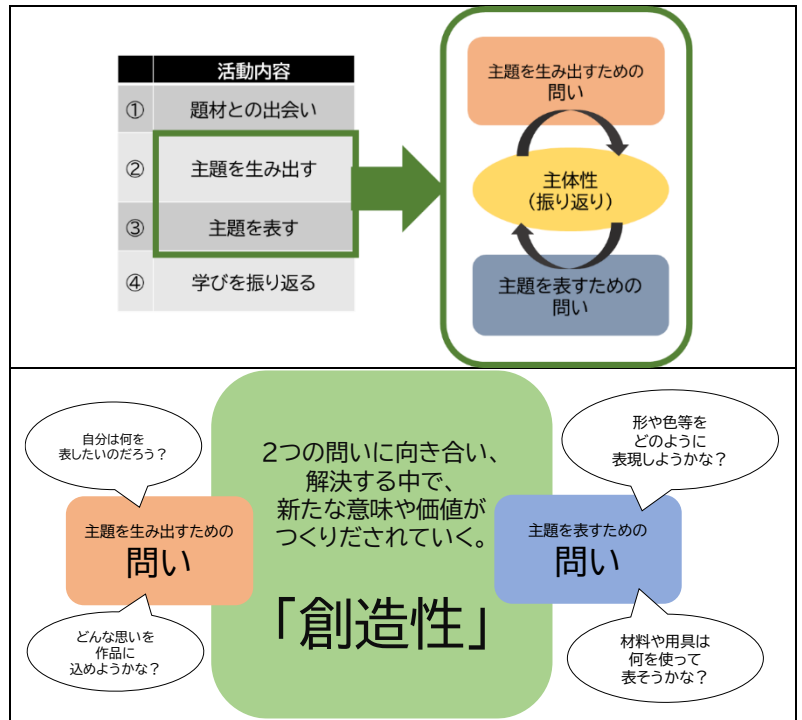 活動内容
① 題材との出会い
② 主題を生み出す
③ 主題を表す
④ 学びを振り返る
主題を生み出すための
問い
主体性
（振り返り）
主題を表すための
問い
自分は何を
表したいのだろう？
主題を生み出すための
問い
どんな思いを
作品に
込めようかな？
2つの問いに向き合い、
解決する中で、
新たな意味や価値が
つくりだされていく。
「創造性」
形や色等を
どのように
表現しようかな？
主題を表すための
問い
材料や用具は
何を使って
表そうかな？